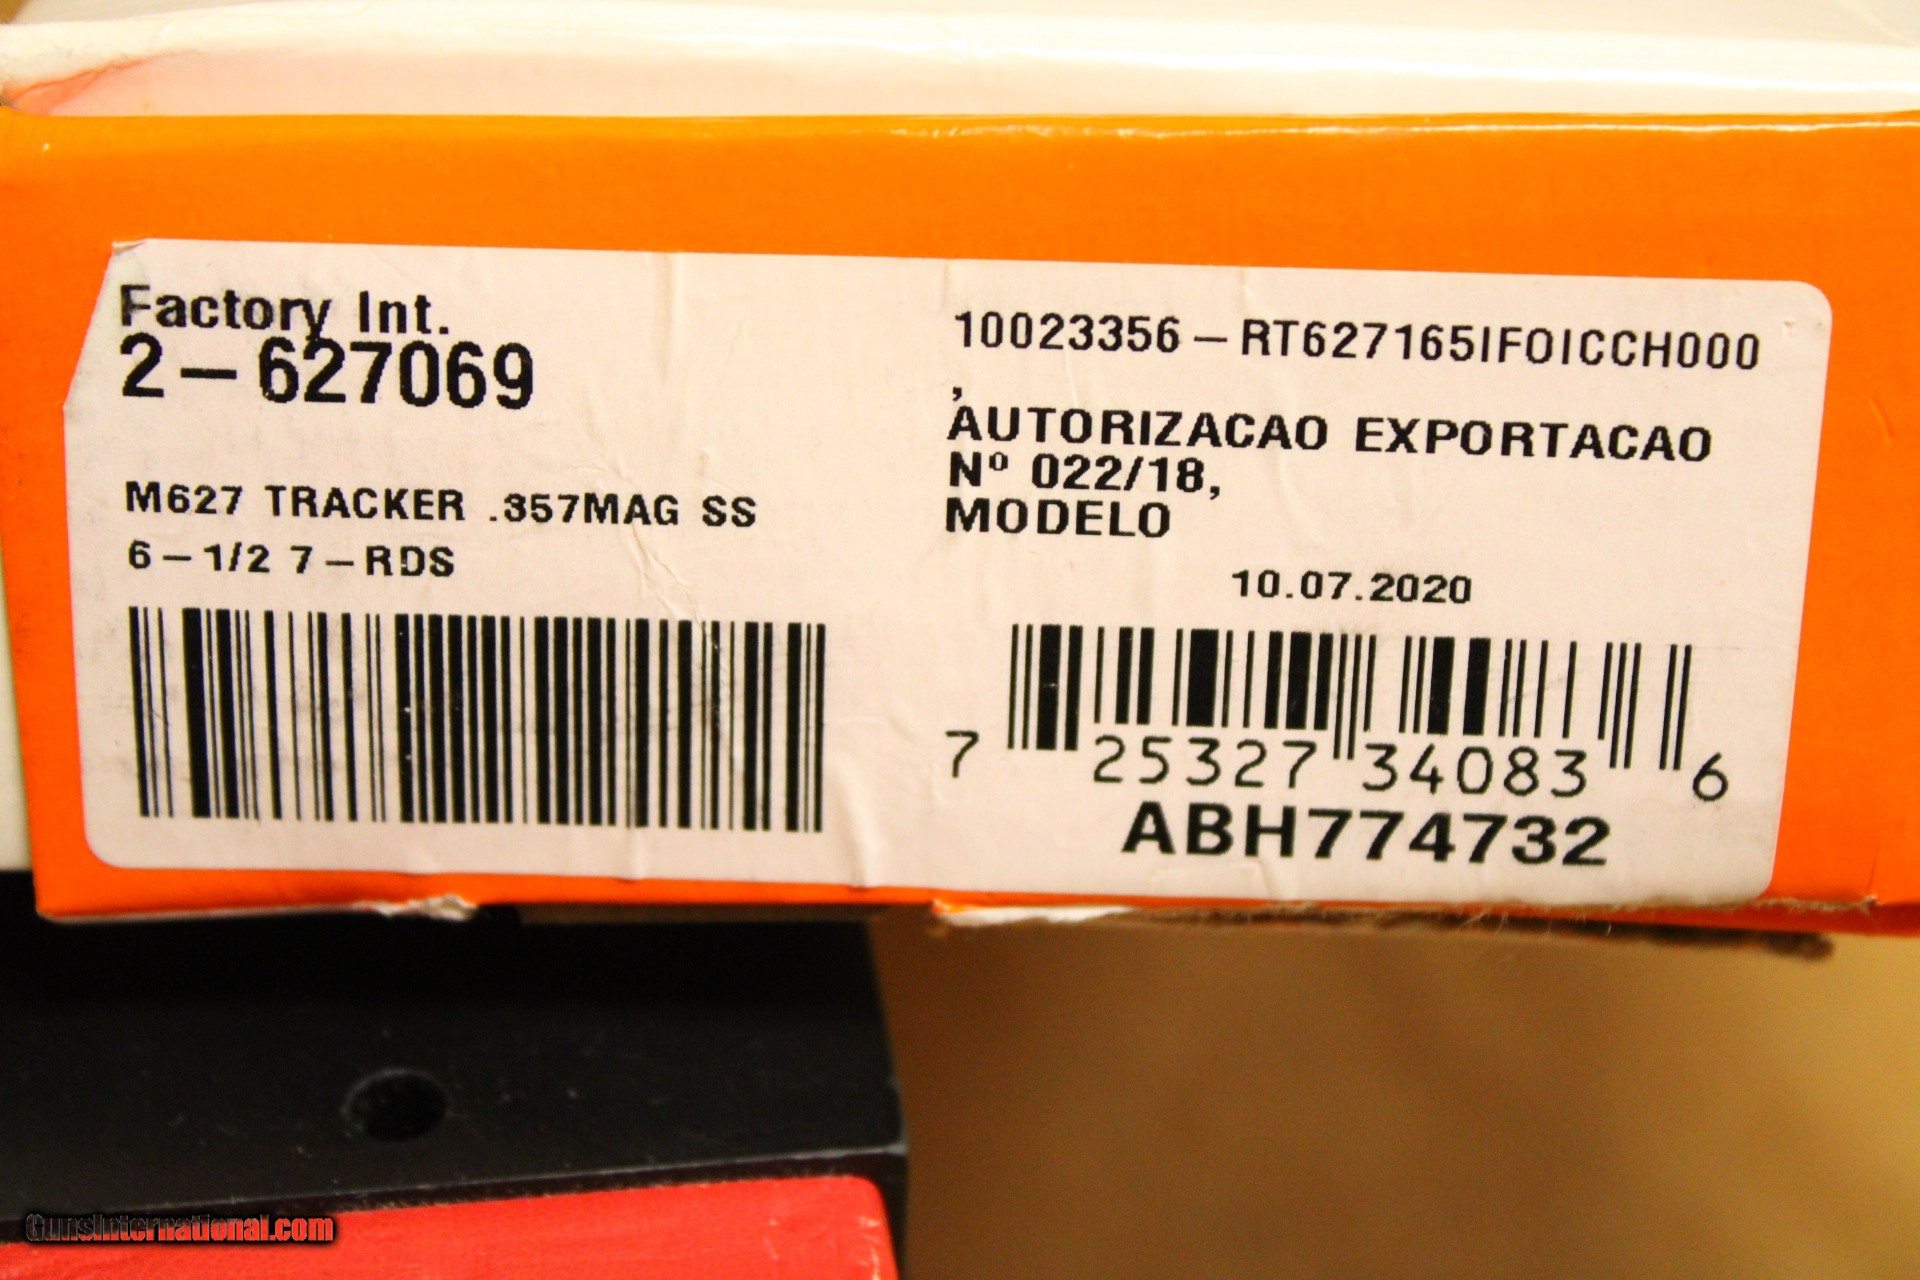 Factory Int.
2-627069
M627 TRACKER .357MAG SS
6-1/2 7-RDS
10023356-RT627165IFOICCH000
,
AUTORIZACAO EXPORTACAO
Nº 022/18,
MODELO
10.07.2020
7 25327 34083 6
ABH774732
GunsInternational.com